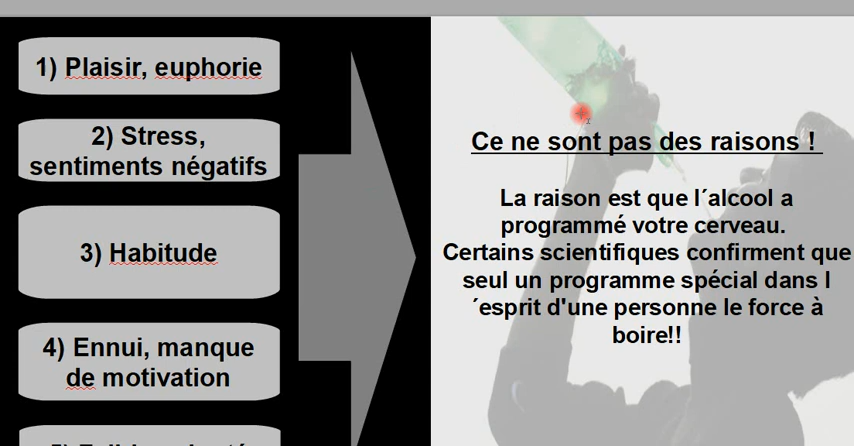 1) Plaisir, euphorie
2) Stress,
sentiments négatifs
3) Habitude
4) Ennui, manque
de motivation
Ce ne sont pas des raisons !
La raison est que l´alcool a
programmé votre cerveau.
Certains scientifiques confirment que
seul un programme spécial dans l
´esprit d'une personne le force à
boire!!